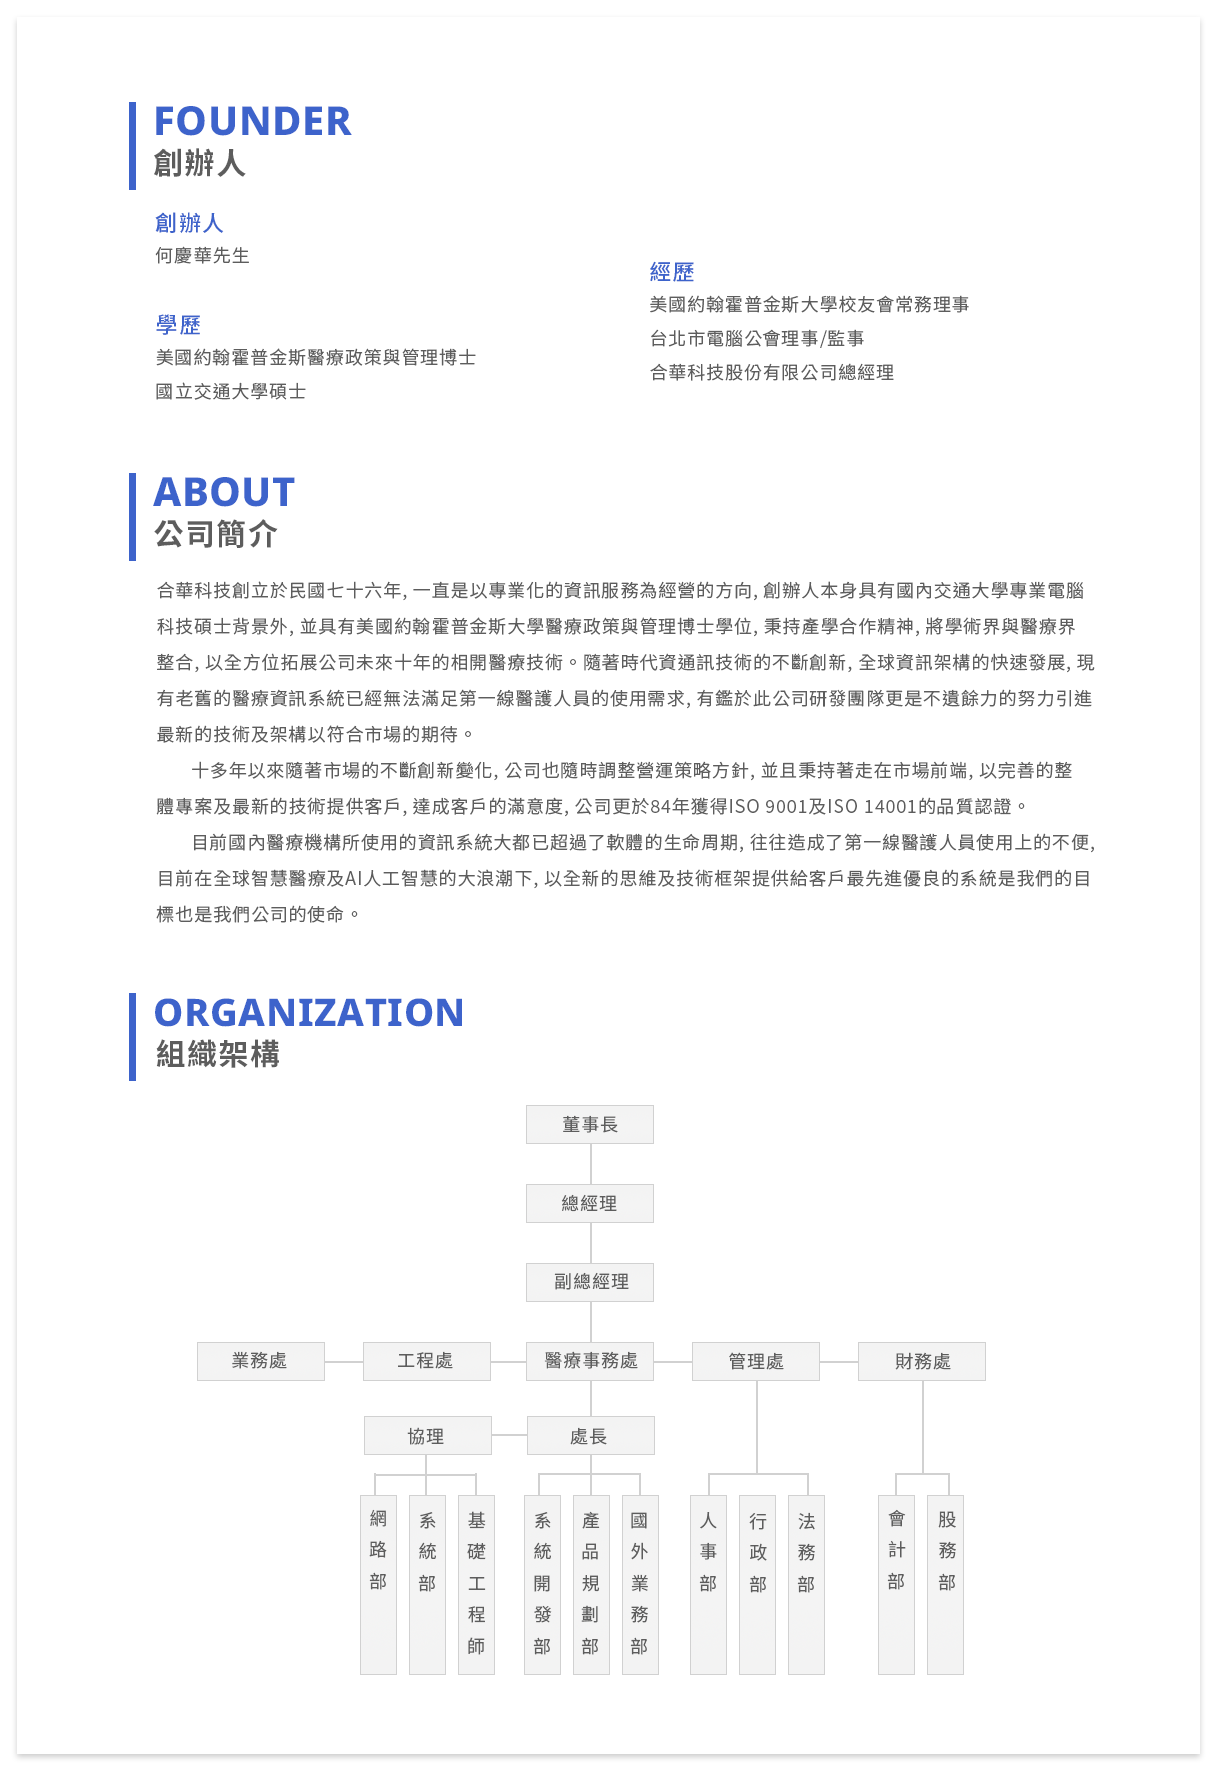 FOUNDER
創辦人
創辦人
何慶華先生
學歷
美國約翰霍普金斯醫療政策與管理博士
國立交通大學碩士
經歷
美國約翰霍普金斯大學校友會常務理事
台北市電腦公會理事/監事
合華科技股份有限公司總經理
ABOUT
公司簡介
合華科技創立於民國七十六年, 一直是以專業化的資訊服務為經營的方向, 創辦人本身具有國內交通大學專業電腦
科技碩士背景外, 並具有美國約翰霍普金斯大學醫療政策與管理博士學位, 秉持產學合作精神, 將學術界與醫療界
整合, 以全方位拓展公司未來十年的相開醫療技術。隨著時代資通訊技術的不斷創新, 全球資訊架構的快速發展, 現
有老舊的醫療資訊系統已經無法滿足第一線醫護人員的使用需求, 有鑑於此公司研發團隊更是不遺餘力的努力引進
最新的技術及架構以符合市場的期待。
十多年以來隨著市場的不斷創新變化, 公司也隨時調整營運策略方針, 並且秉持著走在市場前端, 以完善的整
體專案及最新的技術提供客戶, 達成客戶的滿意度, 公司更於84年獲得ISO 9001及ISO 14001的品質認證。
目前國內醫療機構所使用的資訊系統大都已超過了軟體的生命周期, 往往造成了第一線醫護人員使用上的不便,
目前在全球智慧醫療及AI人工智慧的大浪潮下, 以全新的思維及技術框架提供給客戶最先進優良的系統是我們的目
標也是我們公司的使命。
ORGANIZATION
組織架構
董事長
總經理
副總經理
業務處
工程處
醫療事務處
管理處
財務處
協理
處長
網路部
系統部
基礎工程師
系統開發部
產品規劃部
國外業務部
人事部
行政部
法務部
會計部
股務部